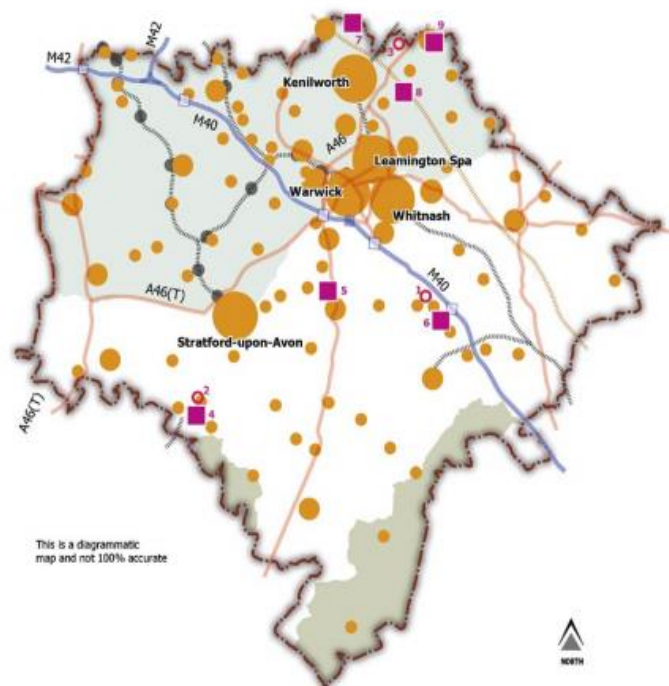 M42
M42
7
9
3
Kenilworth
8
M40
A46
Leamington Spa
Warwick
Whitnash
M40
A46(T)
5
1
6
Stratford-upon-Avon
2
4
A46(T)
This is a diagrammatic
map and not 100% accurate
NORTH